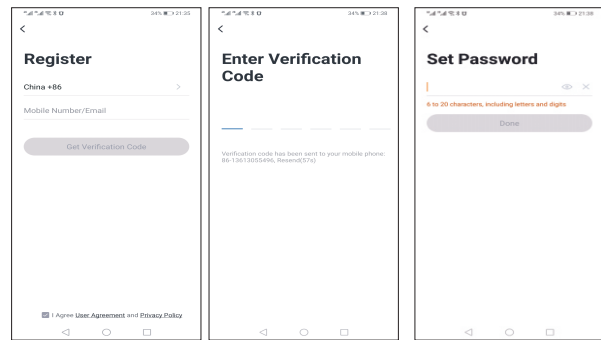 34% 21:35
Register
China +86
Mobile Number/Email
Get Verification Code
I Agree User Agreement and Privacy Policy
34% 21:38
Enter Verification
Code
Verification code has been sent to your mobile phone:
86-13613055496, Resend(57s)
34% 21:39
Set Password
6 to 20 characters, including letters and digits
Done